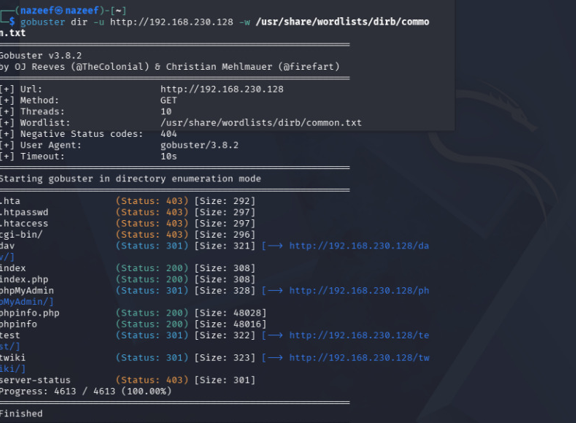 ┌──(nazeef㉿nazeef)-[~]
└─$ gobuster dir -u http://192.168.230.128 -w /usr/share/wordlists/dirb/commo
n.txt
Gobuster v3.8.2
by OJ Reeves (@TheColonial) & Christian Mehlmauer (@firefart)
[+] Url: http://192.168.230.128
[+] Method: GET
[+] Threads: 10
[+] Wordlist: /usr/share/wordlists/dirb/common.txt
[+] Negative Status codes: 404
[+] User Agent: gobuster/3.8.2
[+] Timeout: 10s
Starting gobuster in directory enumeration mode
.hta (Status: 403) [Size: 292]
.htpasswd (Status: 403) [Size: 297]
.htaccess (Status: 403) [Size: 297]
cgi-bin/ (Status: 403) [Size: 296]
dav (Status: 301) [Size: 321] [--> http://192.168.230.128/da
v/]
index (Status: 200) [Size: 308]
index.php (Status: 200) [Size: 308]
phpMyAdmin (Status: 301) [Size: 328] [--> http://192.168.230.128/ph
pMyAdmin/]
phpinfo.php (Status: 200) [Size: 48028]
phpinfo (Status: 200) [Size: 48016]
test (Status: 301) [Size: 322] [--> http://192.168.230.128/te
st/]
twiki (Status: 301) [Size: 323] [--> http://192.168.230.128/tw
iki/]
server-status (Status: 403) [Size: 301]
Progress: 4613 / 4613 (100.00%)
Finished